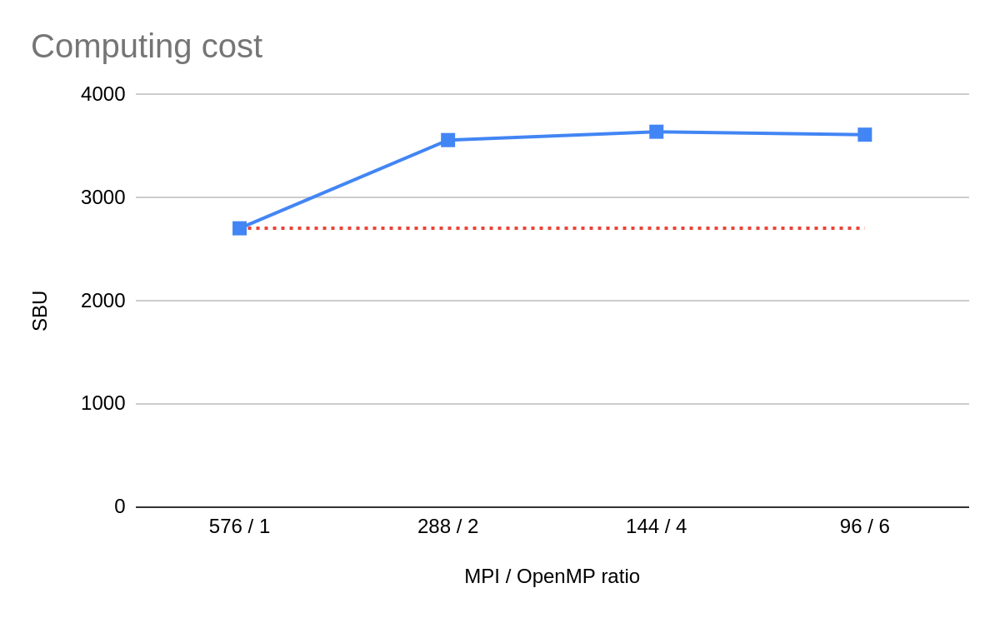 Computing cost
4000
3000
2000
1000
0
SBU
576 / 1
288 / 2
144 / 4
96 / 6
MPI / OpenMP ratio